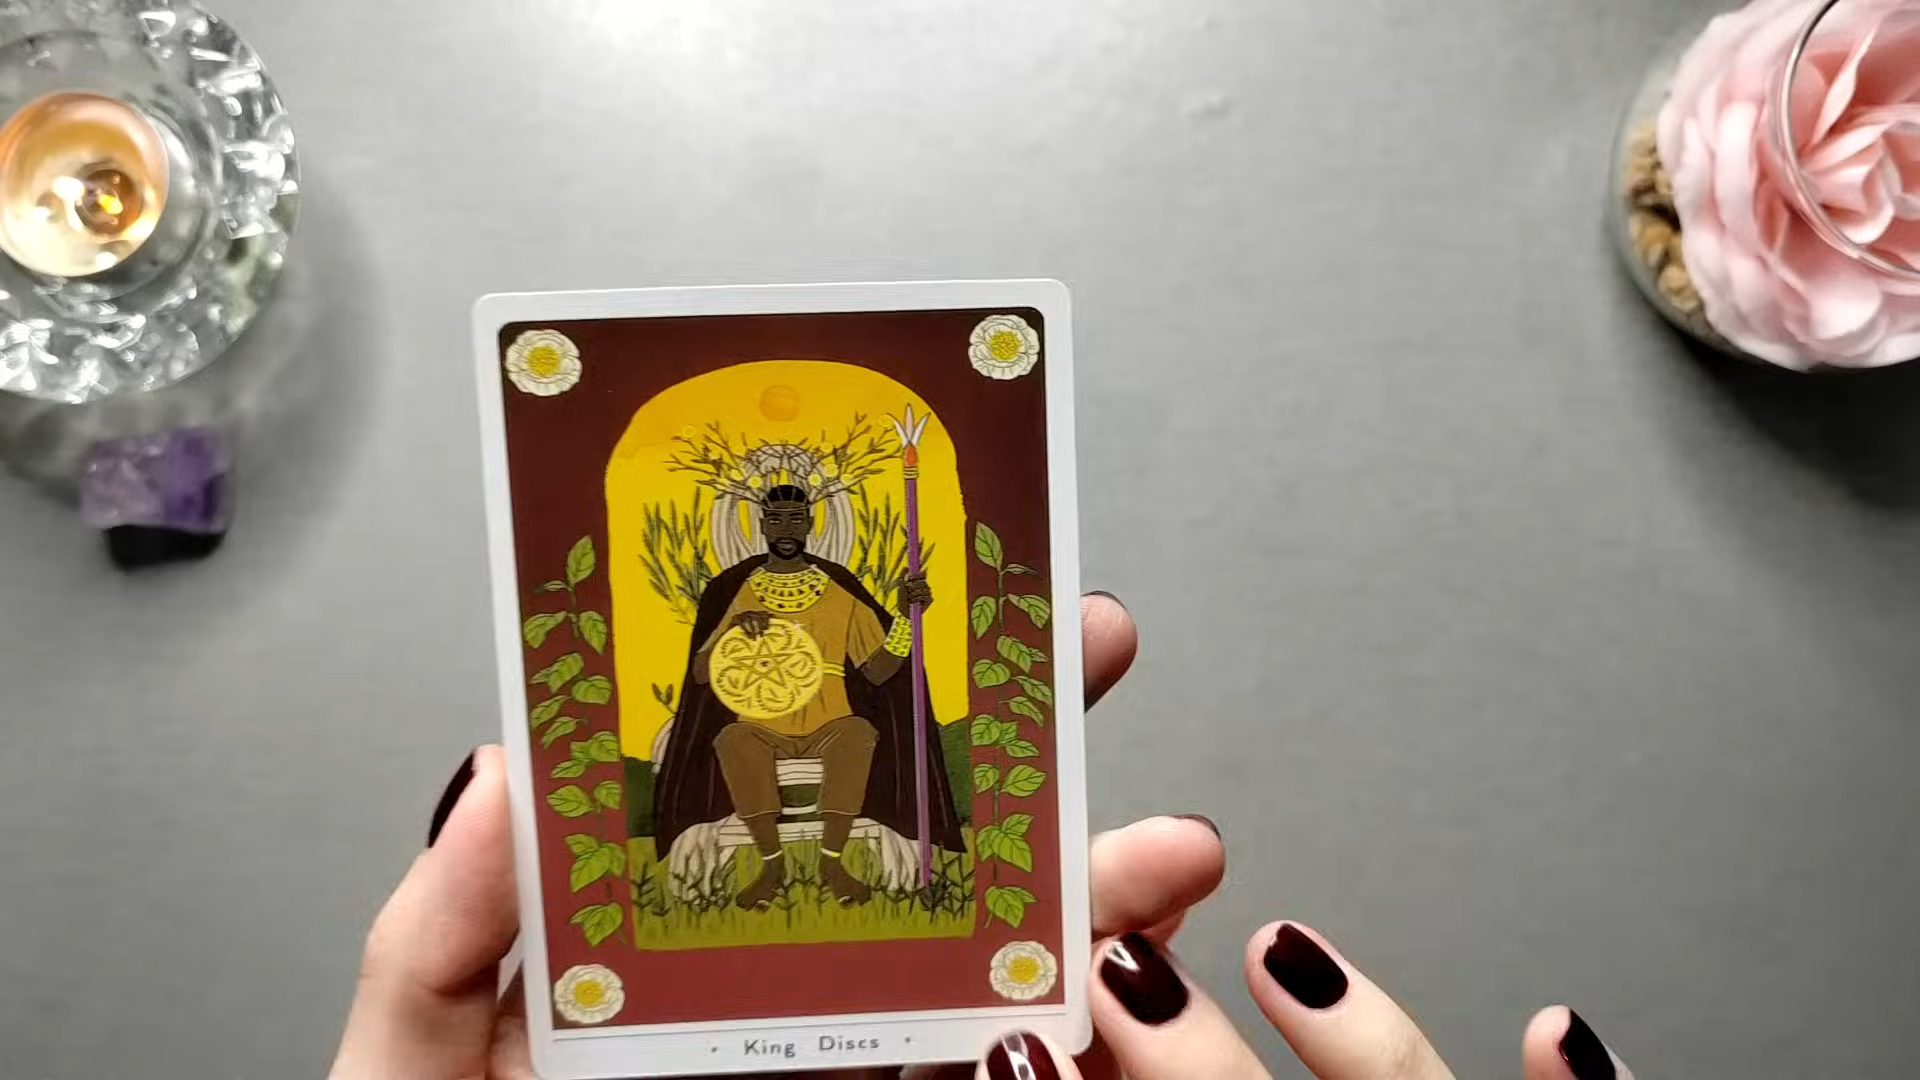 • King Discs •